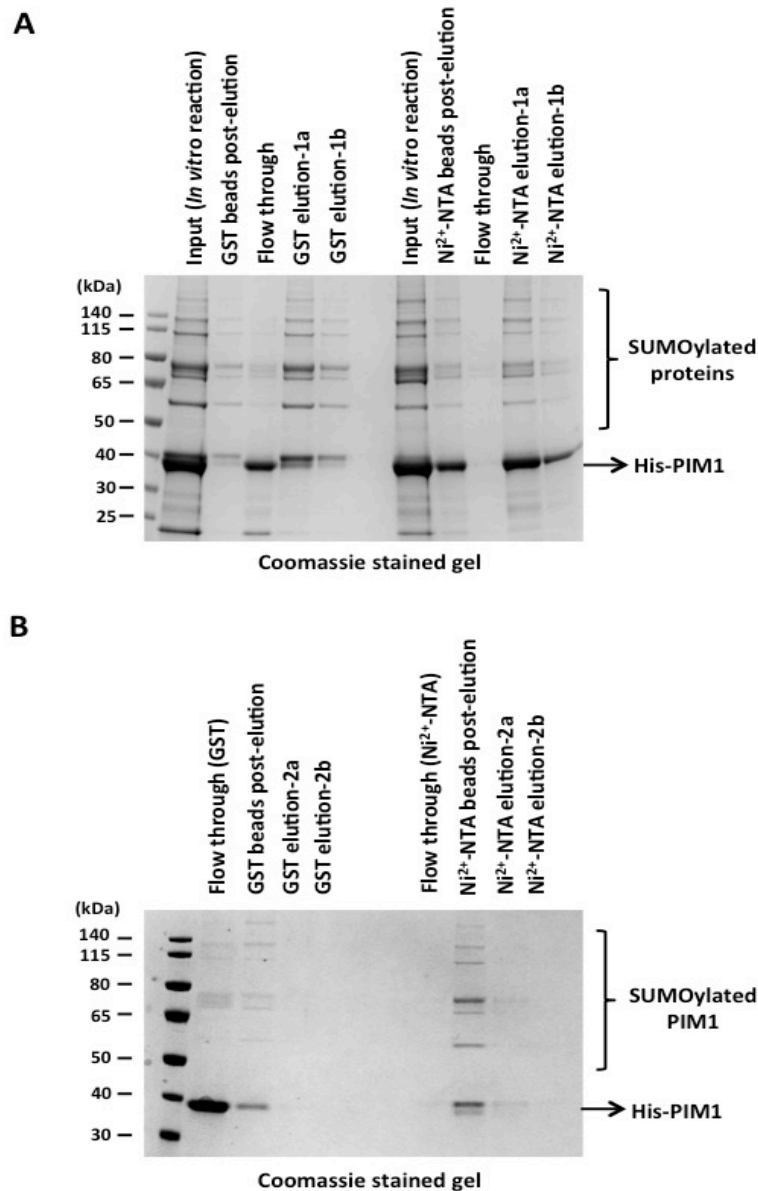 A
Input (In vitro reaction)
GST beads post-elution
Flow through
GST elution-1a
GST elution-1b
Input (In vitro reaction)
Ni²⁺-NTA beads post-elution
Flow through
Ni²⁺-NTA elution-1a
Ni²⁺-NTA elution-1b
(kDa)
140
115
80
65
50
40
30
25
SUMOylated
proteins
His-PIM1
Coomassie stained gel
B
Flow through (GST)
GST beads post-elution
GST elution-2a
GST elution-2b
Flow through (Ni²⁺-NTA)
Ni²⁺-NTA beads post-elution
Ni²⁺-NTA elution-2a
Ni²⁺-NTA elution-2b
(kDa)
140
115
80
65
50
40
30
SUMOylated
PIM1
His-PIM1
Coomassie stained gel